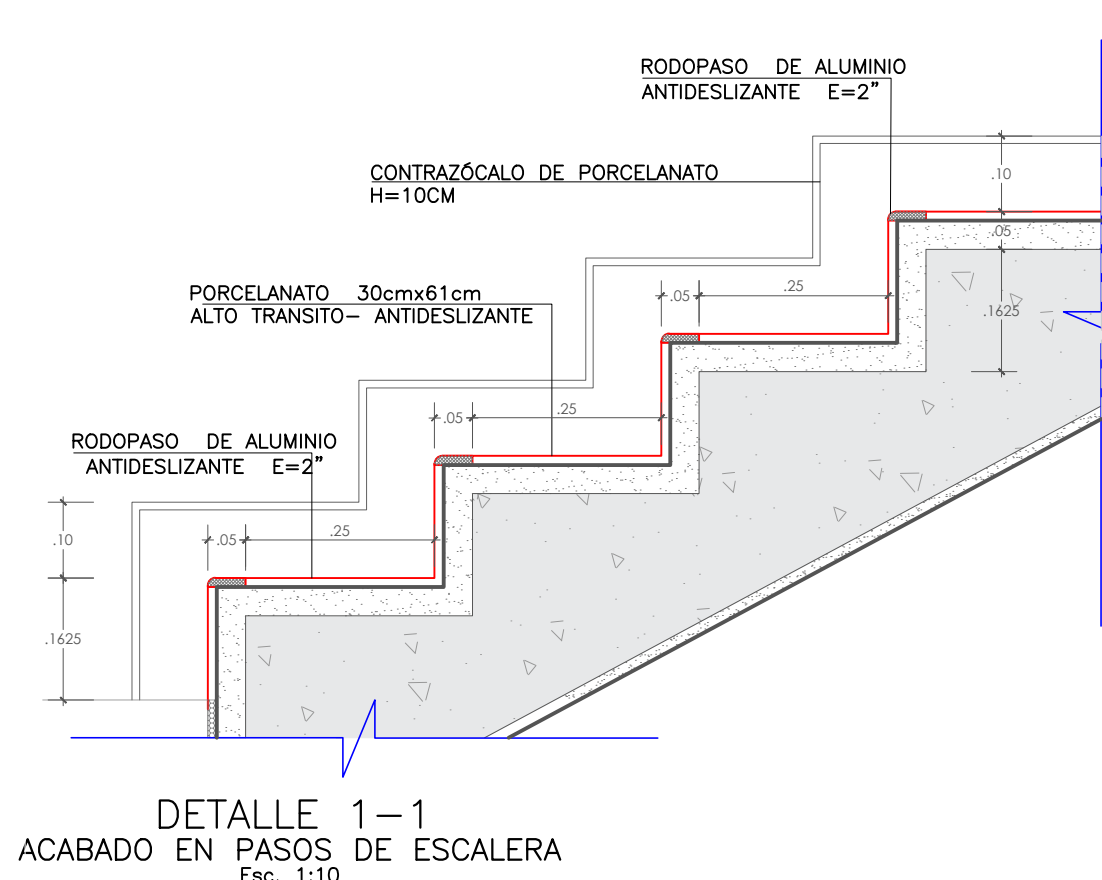 RODOPASO DE ALUMINIO
ANTIDESLIZANTE E=2”
.10
CONTRAZÓCALO DE PORCELANATO
H=10CM
.05
PORCELANATO 30cmx61cm
ALTO TRANSITO- ANTIDESLIZANTE
.05
.25
.1625
.05
.25
RODOPASO DE ALUMINIO
ANTIDESLIZANTE E=2”
.10
.05
.25
.1625
DETALLE 1-1
ACABADO EN PASOS DE ESCALERA
Esc. 1:10